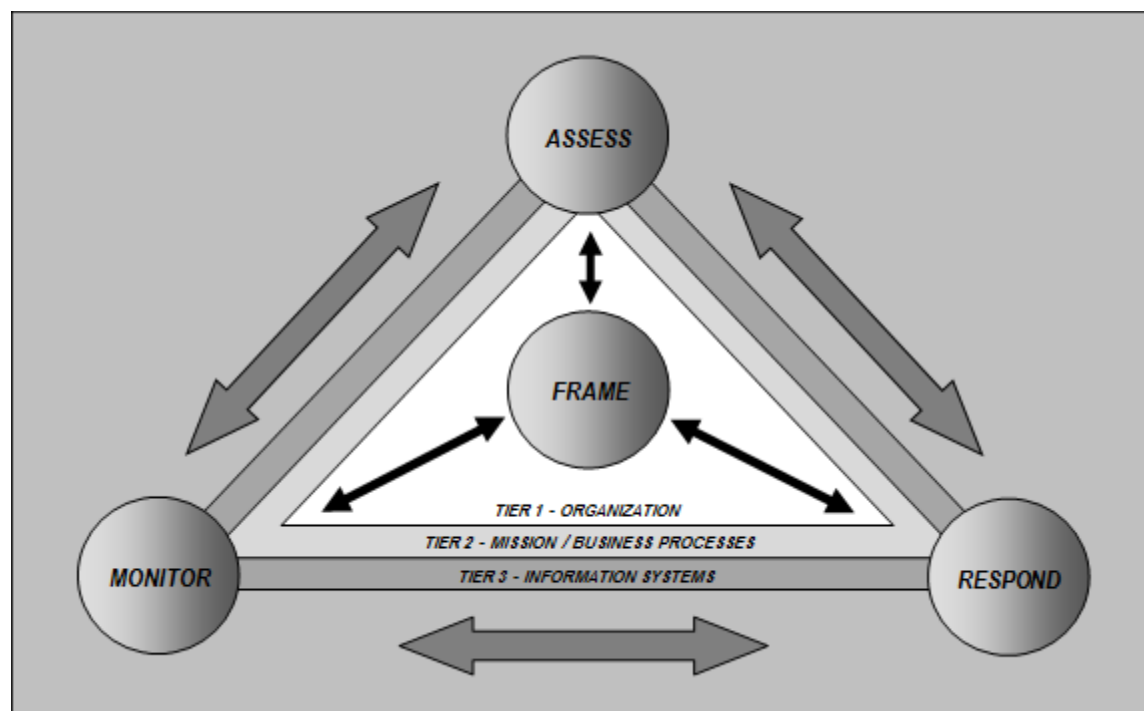 ASSESS
FRAME
TIER 1 - ORGANIZATION
TIER 2 - MISSION / BUSINESS PROCESSES
TIER 3 - INFORMATION SYSTEMS
MONITOR
RESPOND